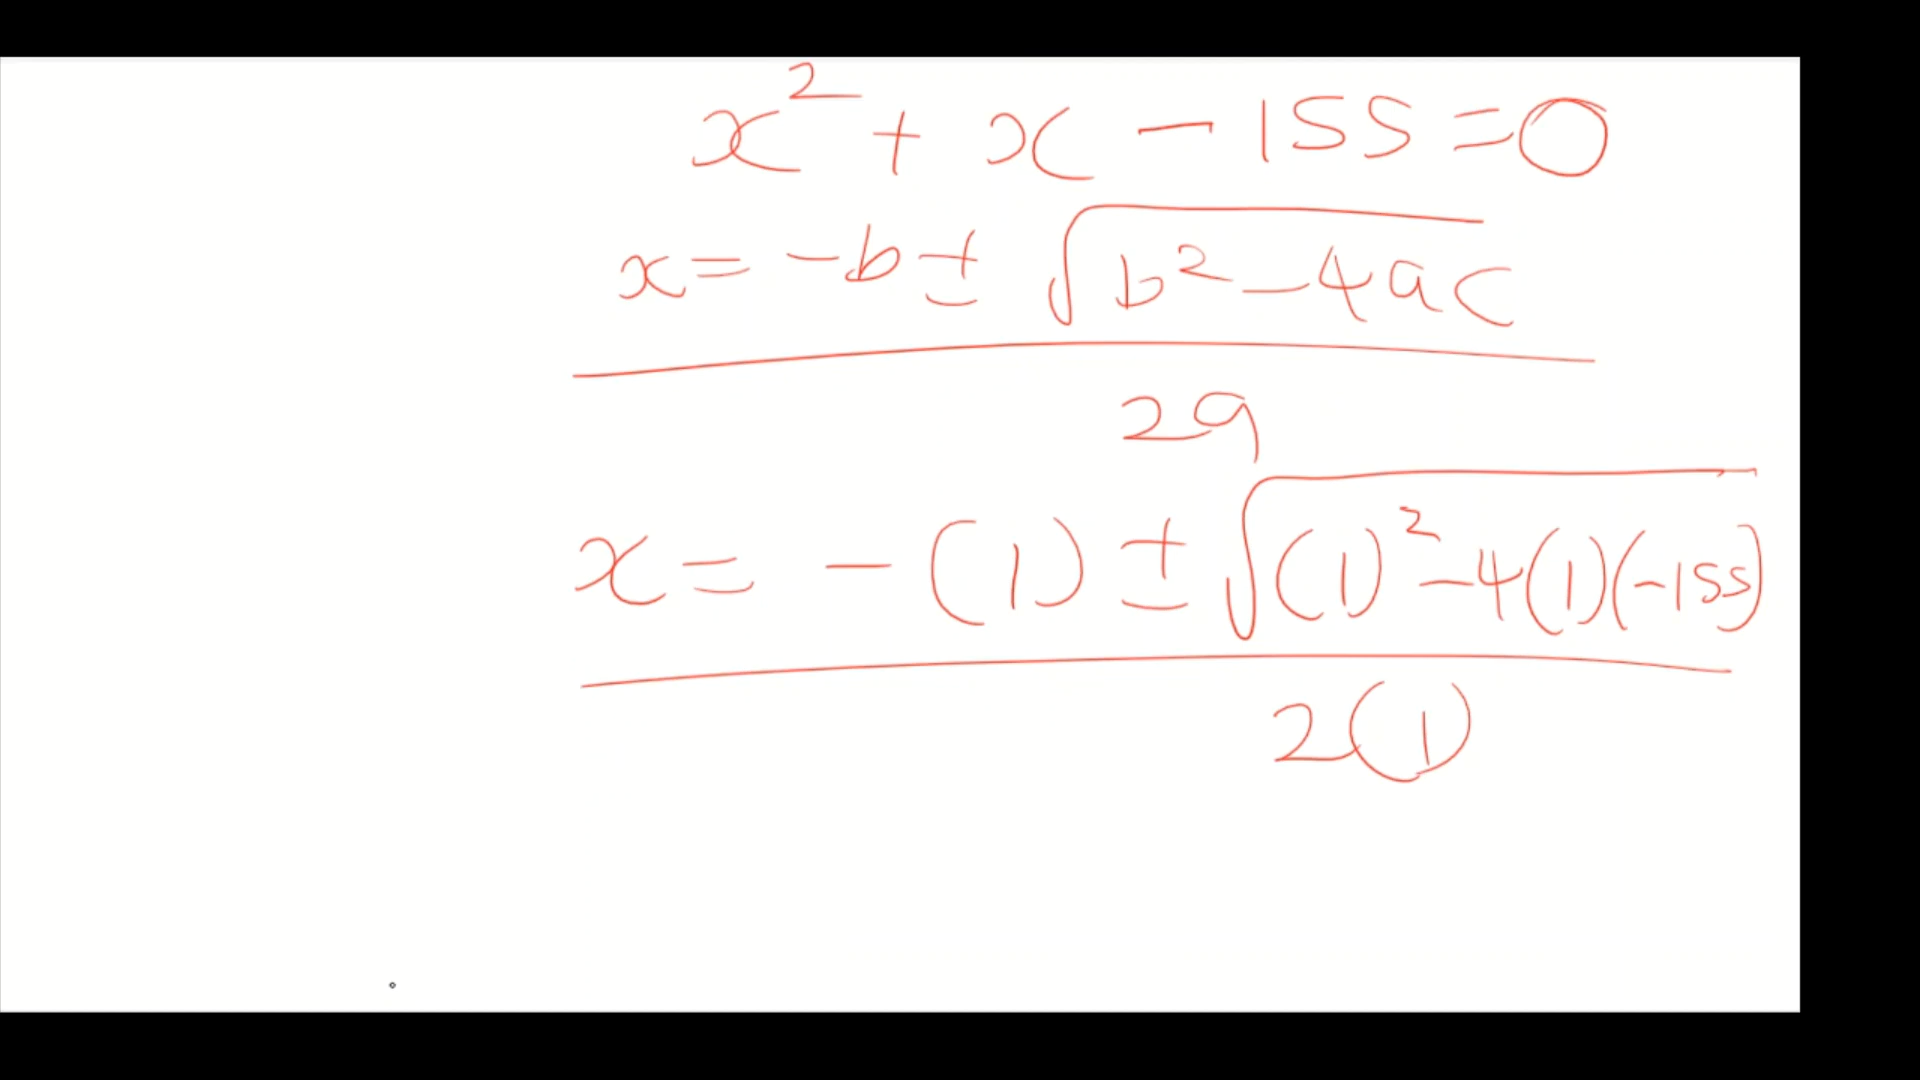 x² + x - 155 = 0
x = -b ± √b² - 4ac
2a
x = -(1) ± √(1)² - 4(1)(-155)
2(1)